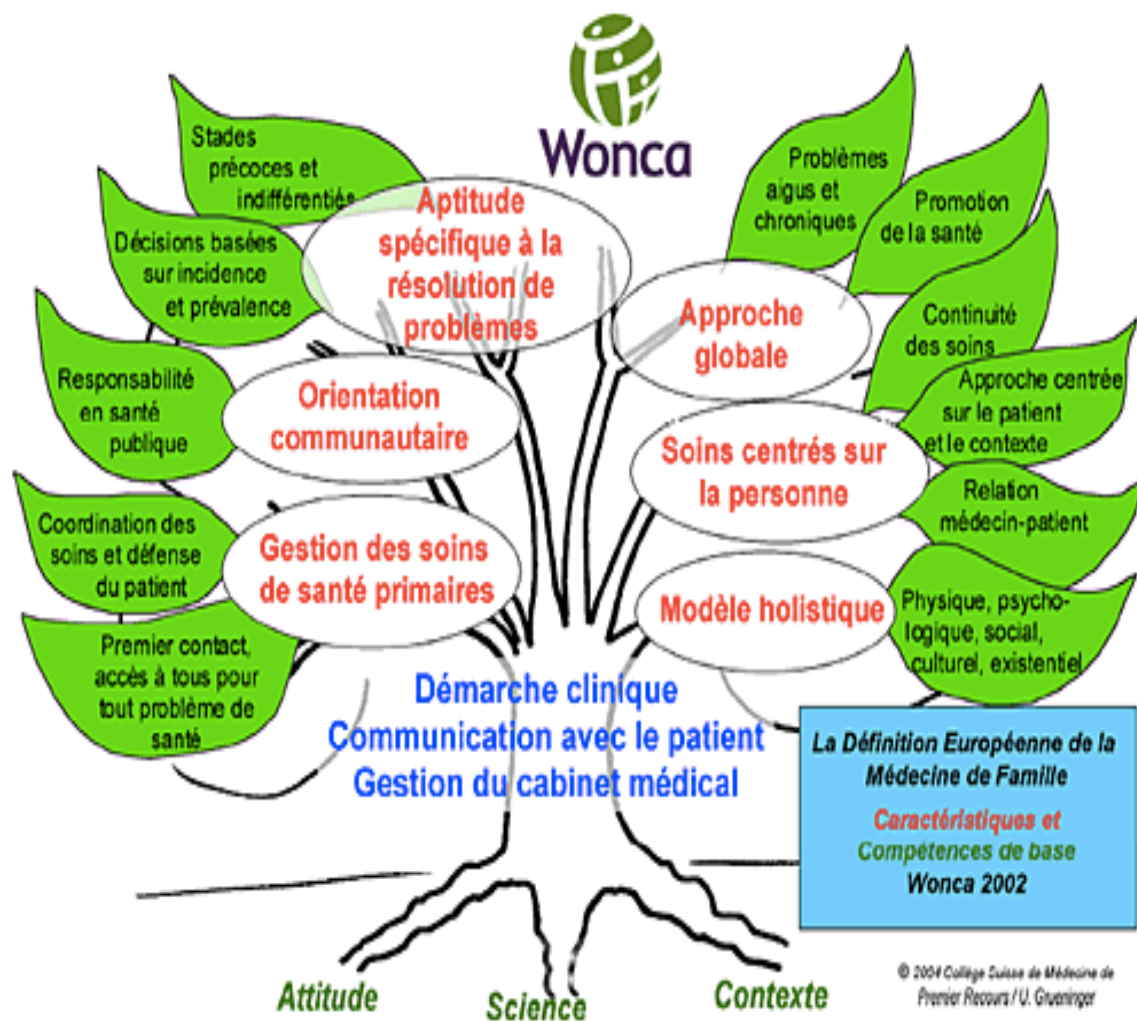 Wonca
Stades
précoces et
indifférentiés
Décisions basées
sur incidence
et prévalence
Responsabilité
en santé
publique
Coordination des
soins et défense
du patient
Premier contact,
accès à tous pour
tout problème de
santé
Aptitude
spécifique à la
résolution de
problèmes
Orientation
communautaire
Gestion des soins
de santé primaires
Approche
globale
Soins centrés sur
la personne
Modèle holistique
Problèmes
aigus et
chroniques
Promotion
de la santé
Continuité
des soins
Approche centrée
sur le patient
et le contexte
Relation
médecin-patient
Physique, psycho-
logique, social,
culturel, existentiel
Démarche clinique
Communication avec le patient
Gestion du cabinet médical
La Définition Européenne de la
Médecine de Famille
Caractéristiques et
Compétences de base
Wonca 2002
Attitude
Science
Contexte
© 2004 Collège Suisse de Médecine de
Premier Recours / U. Grueninger